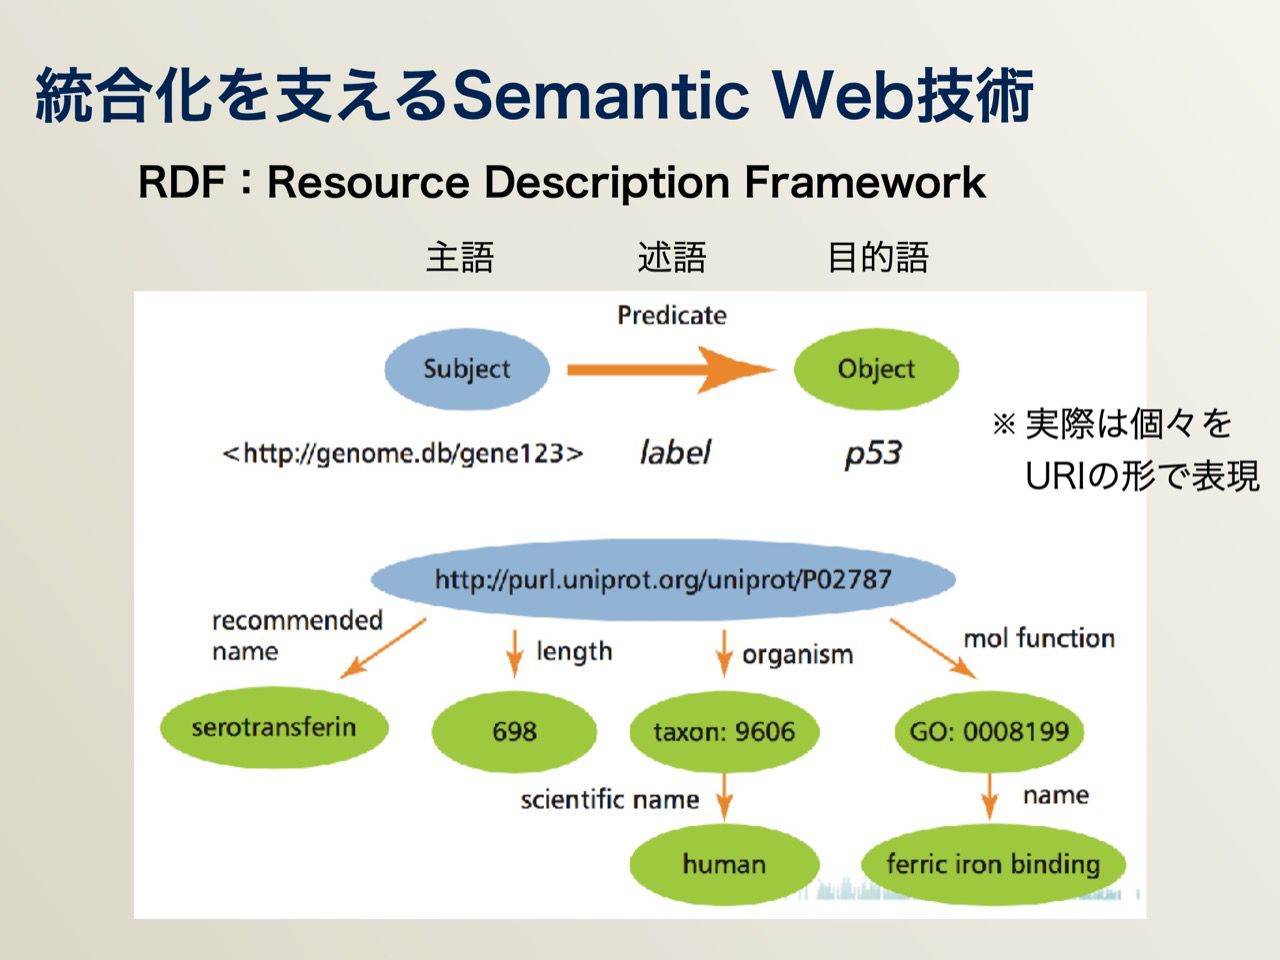 統合化を支えるSemantic Web技術
RDF：Resource Description Framework
主語 述語 目的語
Predicate
Subject Object
<http://genome.db/gene123> label p53
※ 実際は個々を
URIの形で表現
http://purl.uniprot.org/uniprot/P02787
recommended
name
length
organism
mol function
serotransferin 698 taxon: 9606 GO: 0008199
scientific name name
human ferric iron binding